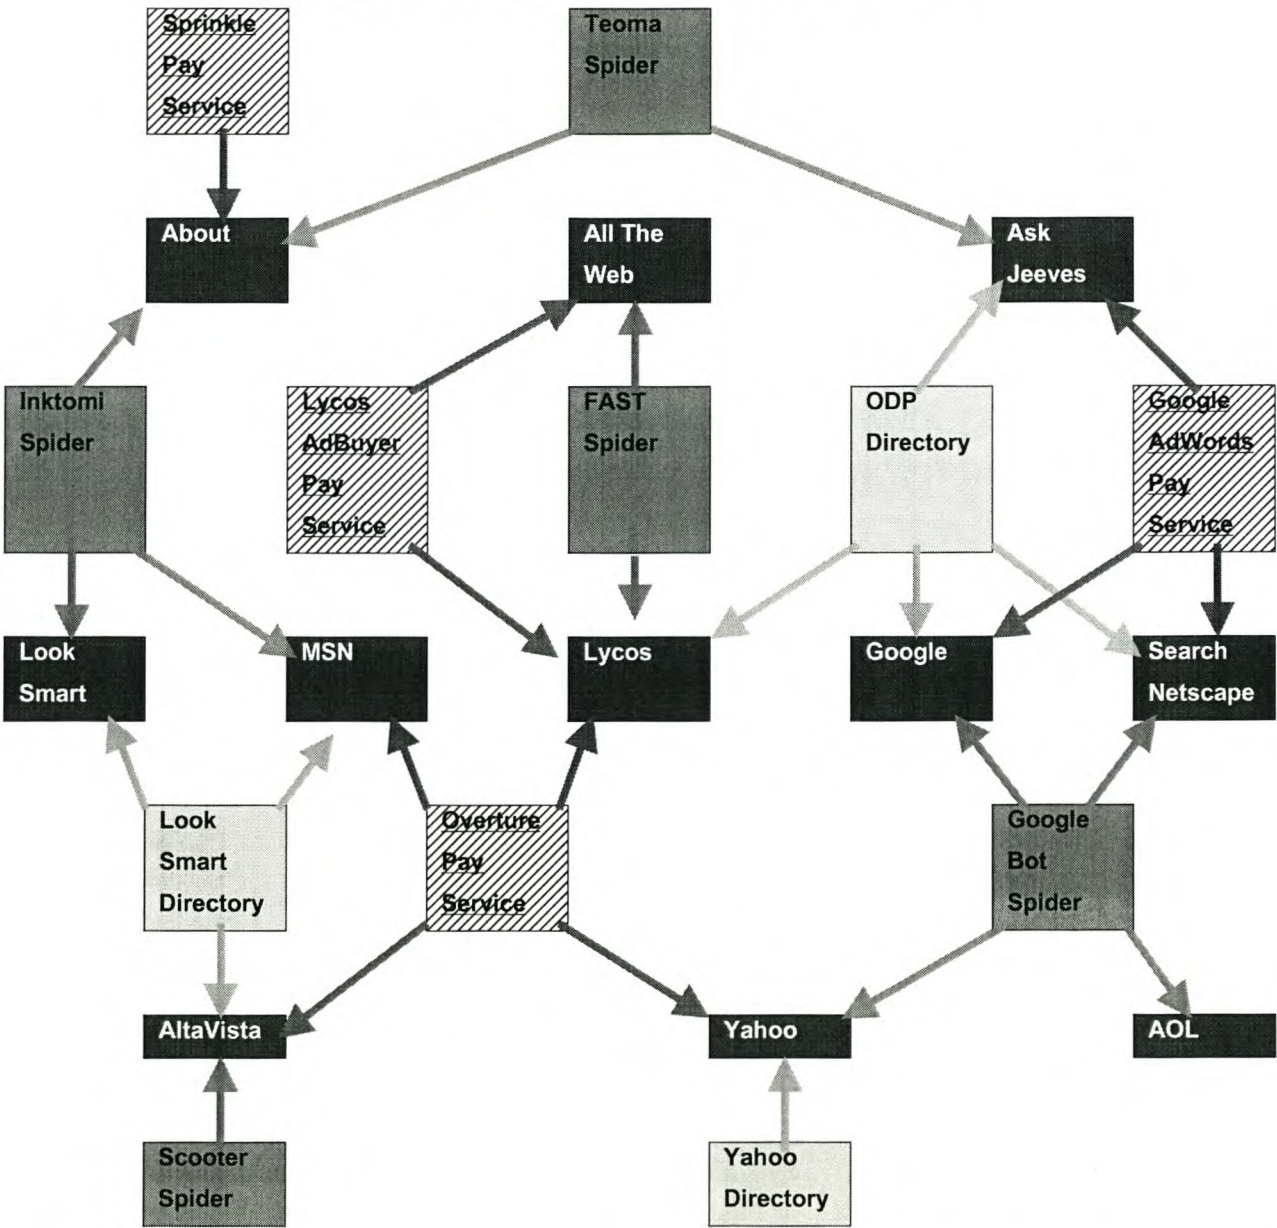 Sprinkle
Pay
Service
Teoma
Spider
About
All The
Web
Ask
Jeeves
Inktomi
Spider
Lycos
AdBuyer
Pay
Service
FAST
Spider
ODP
Directory
Google
AdWords
Pay
Service
Look
Smart
MSN
Lycos
Google
Search
Netscape
Look
Smart
Directory
Overture
Pay
Service
Google
Bot
Spider
AltaVista
Yahoo
AOL
Scooter
Spider
Yahoo
Directory